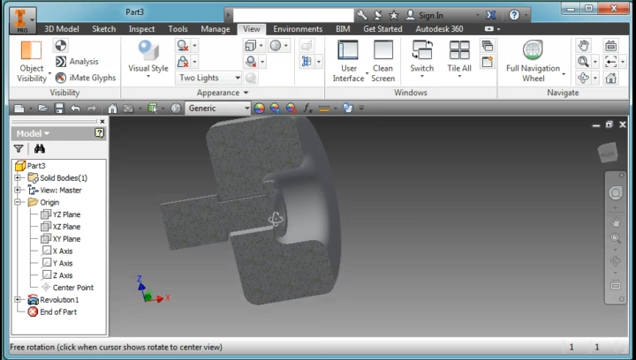 Part3
Sign In
PRO
3D Model
Sketch
Inspect
Tools
Manage
View
Environments
BIM
Get Started
Autodesk 360
Object
Visibility
Analysis
iMate Glyphs
Visual Style
Two Lights
User
Interface
Clean
Screen
Switch
Tile All
Full Navigation
Wheel
Visibility
Appearance
Windows
Navigate
Generic
Model
Part3
Solid Bodies(1)
View: Master
Origin
YZ Plane
XZ Plane
XY Plane
X Axis
Y Axis
Z Axis
Center Point
Revolution1
End of Part
Z
X
Free rotation (click when cursor shows rotate to center view)
1
1